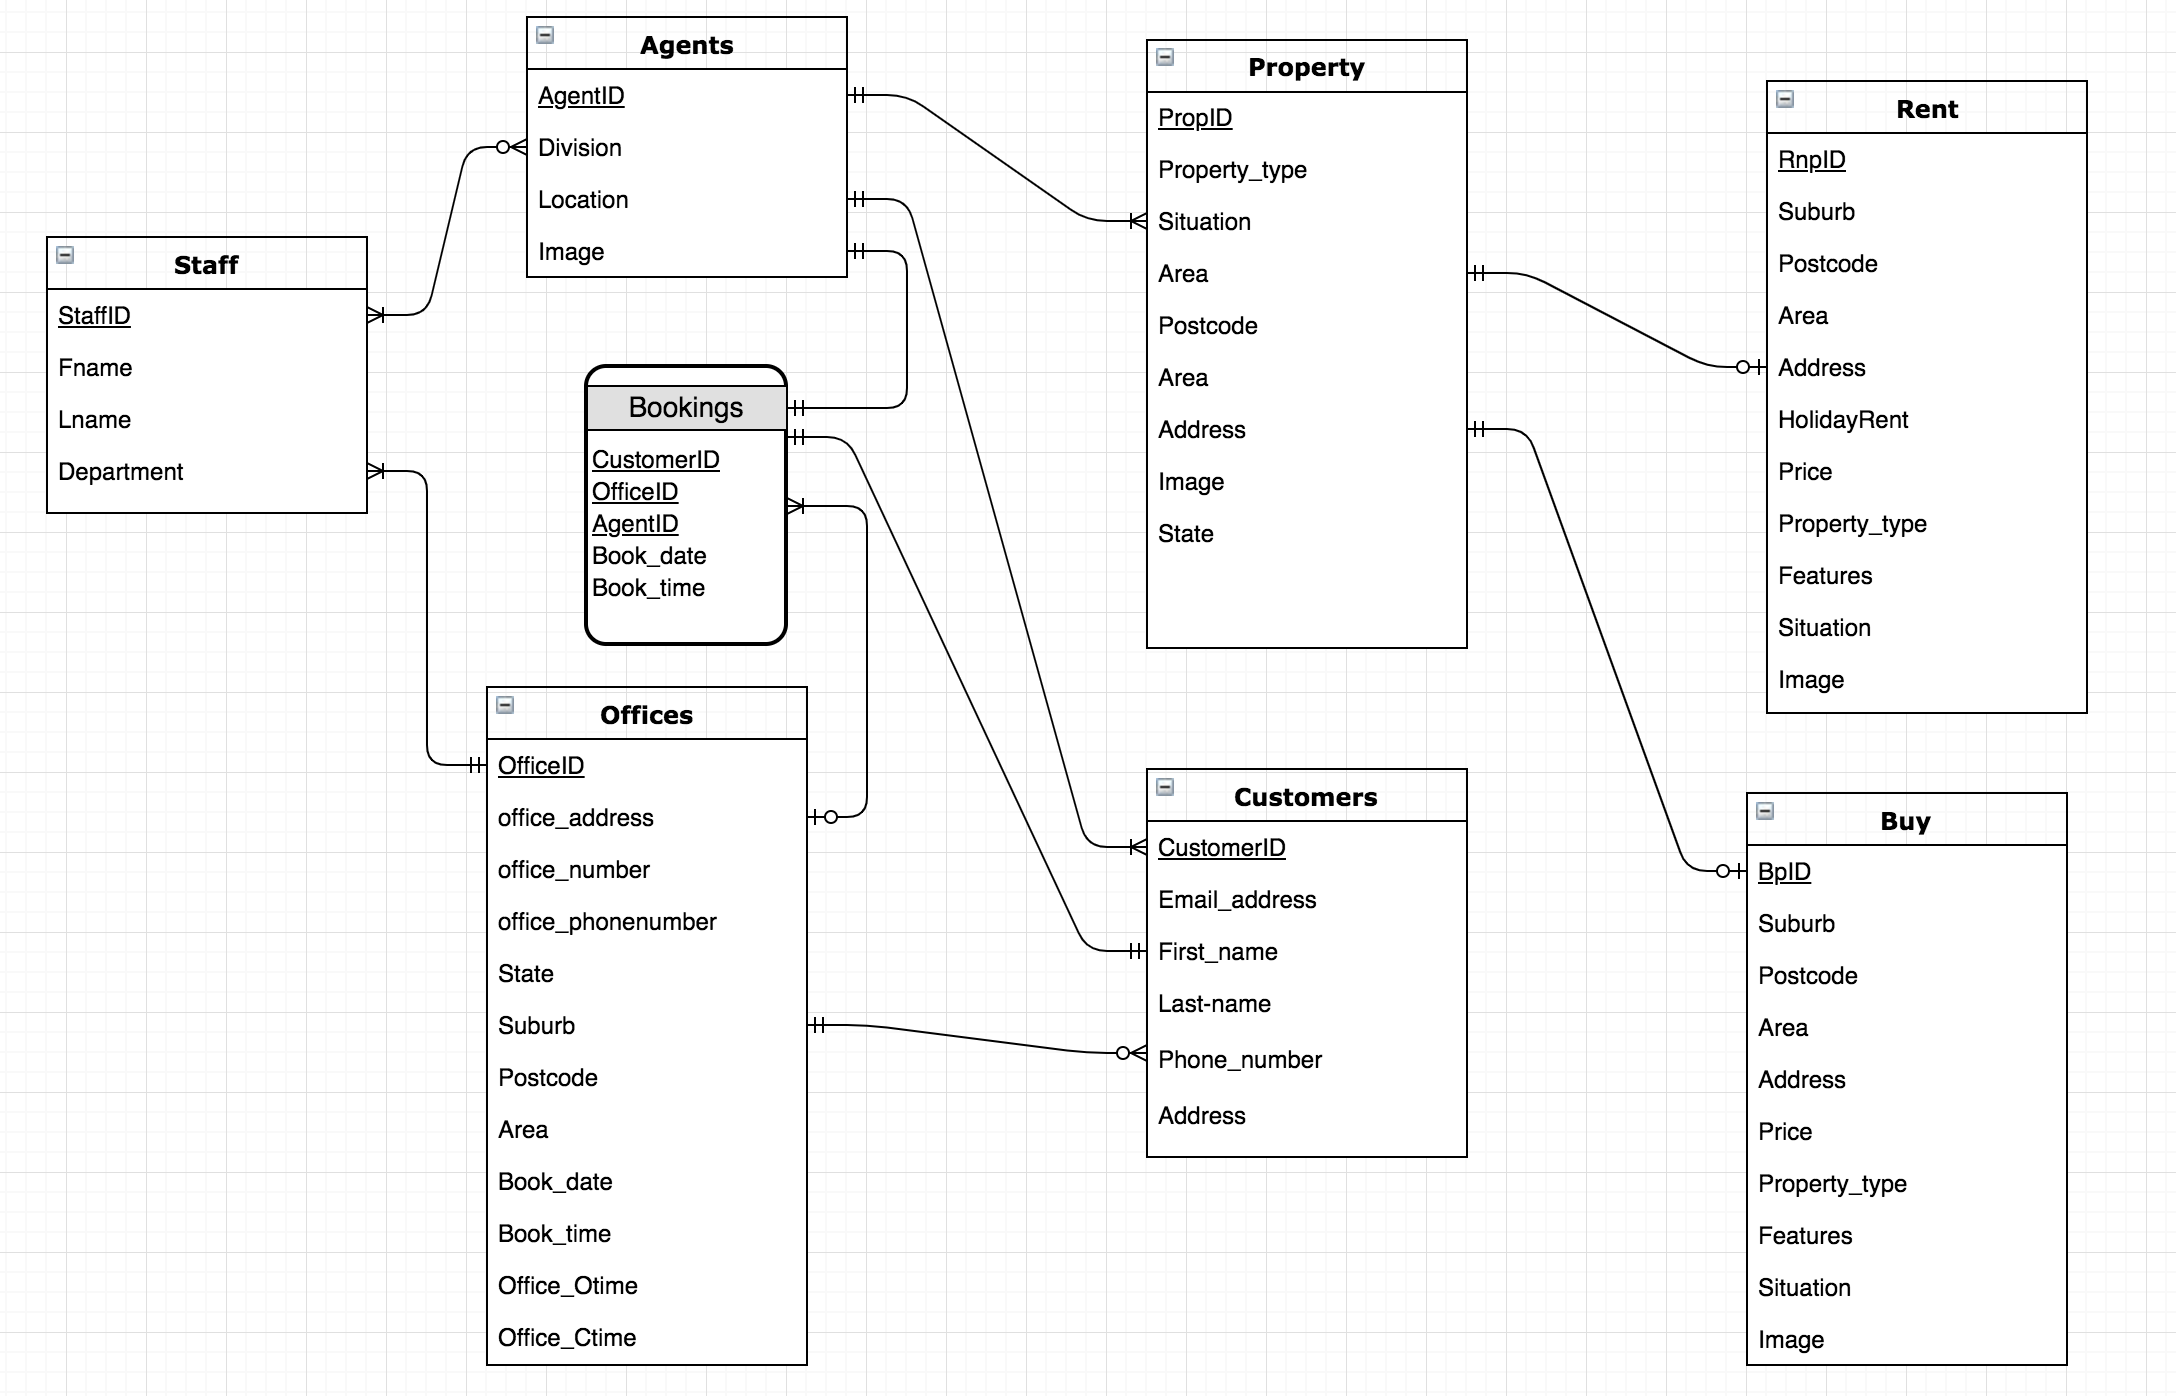 Agents
AgentID
Division
Location
Image
Property
PropID
Property_type
Situation
Area
Postcode
Area
Address
Image
State
Rent
RnpID
Suburb
Postcode
Area
Address
HolidayRent
Price
Property_type
Features
Situation
Image
Staff
StaffID
Fname
Lname
Department
Bookings
CustomerID
OfficeID
AgentID
Book_date
Book_time
Offices
OfficeID
office_address
office_number
office_phonenumber
State
Suburb
Postcode
Area
Book_date
Book_time
Office_Otime
Office_Ctime
Customers
CustomerID
Email_address
First_name
Last-name
Phone_number
Address
Buy
BpID
Suburb
Postcode
Area
Address
Price
Property_type
Features
Situation
Image